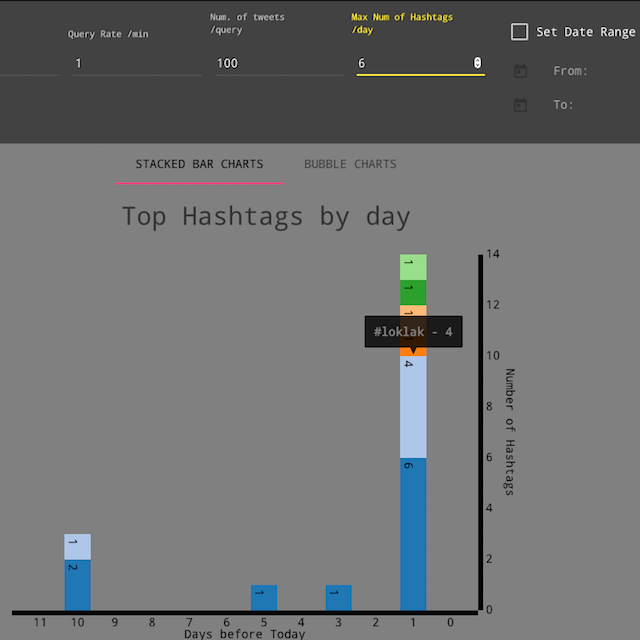 Query Rate /min
1
Num. of tweets
/query
100
Max Num of Hashtags
/day
6
Set Date Range
From:
To:
STACKED BAR CHARTS
BUBBLE CHARTS
Top Hashtags by day
1
1
1
#loklak - 4
4
6
1
2
1
1
14
12
10
8
6
4
2
0
Number of Hashtags
11 10 9 8 7 6 5 4 3 2 1 0
Days before Today